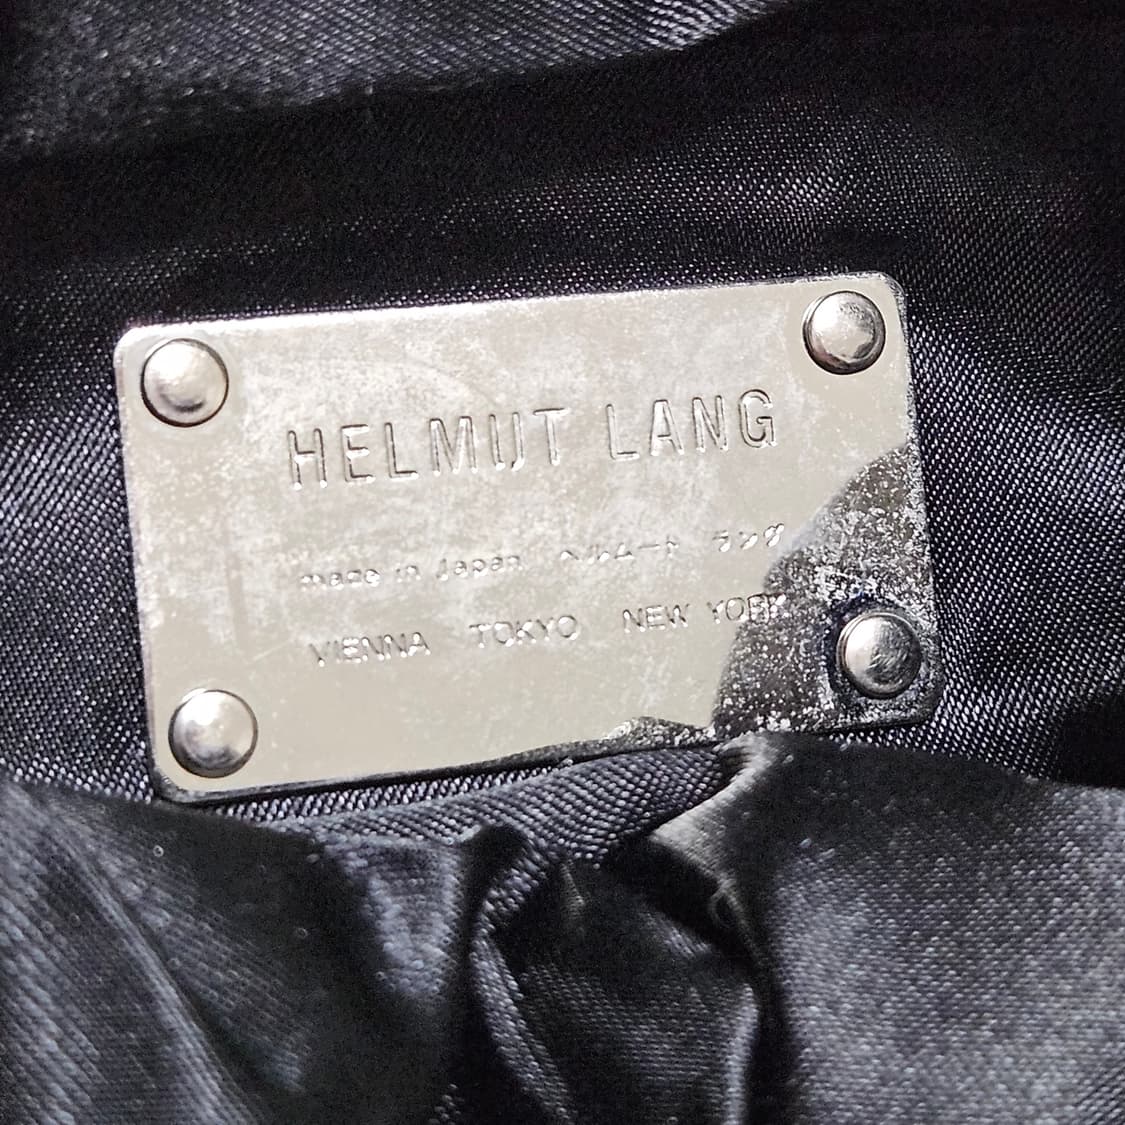 HELMUT LANG
made in Japan ヘルムート ラング
VIENNA TOKYO NEW YORK